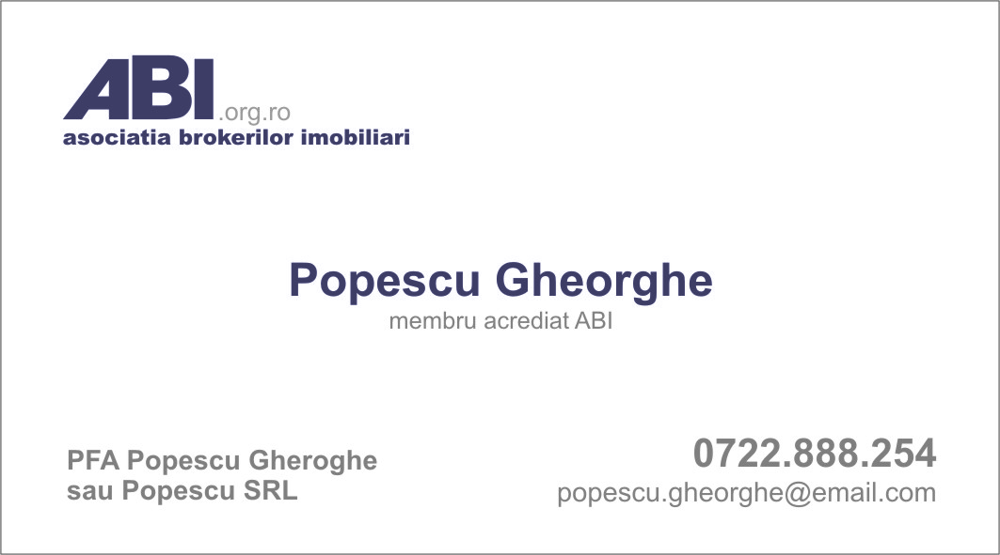 ABI.org.ro
asociatia brokerilor imobiliari
Popescu Gheorghe
membru acrediat ABI
PFA Popescu Gheroghe
sau Popescu SRL
0722.888.254
popescu.gheorghe@email.com